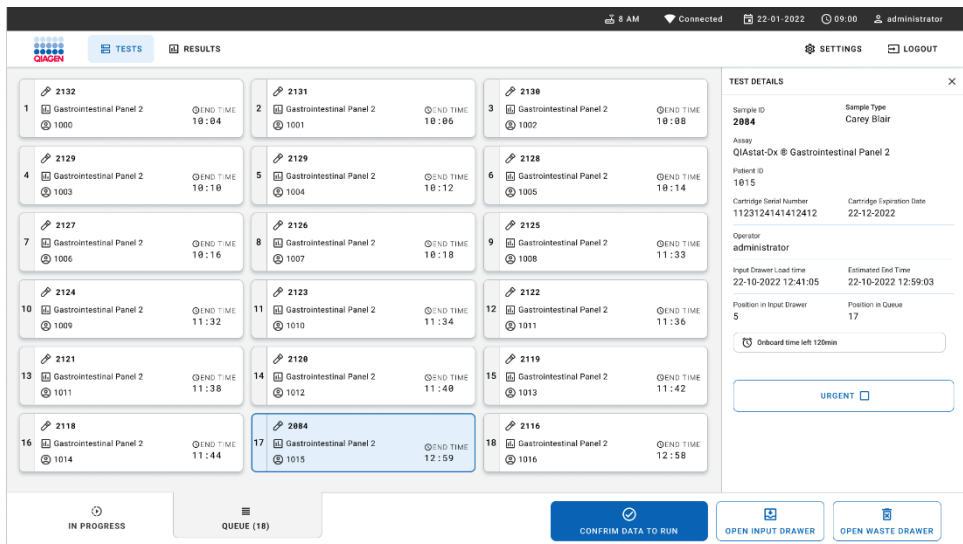 8 AM Connected 22-01-2022 09:00 administrator
QIAGEN TESTS RESULTS SETTINGS LOGOUT
1 2132 Gastrointestinal Panel 2 1000 END TIME 10:04
2 2131 Gastrointestinal Panel 2 1001 END TIME 10:06
3 2130 Gastrointestinal Panel 2 1002 END TIME 10:08
4 2129 Gastrointestinal Panel 2 1003 END TIME 10:10
5 2129 Gastrointestinal Panel 2 1004 END TIME 10:12
6 2128 Gastrointestinal Panel 2 1005 END TIME 10:14
7 2127 Gastrointestinal Panel 2 1006 END TIME 10:16
8 2126 Gastrointestinal Panel 2 1007 END TIME 10:18
9 2125 Gastrointestinal Panel 2 1008 END TIME 11:33
10 2124 Gastrointestinal Panel 2 1009 END TIME 11:32
11 2123 Gastrointestinal Panel 2 1010 END TIME 11:34
12 2122 Gastrointestinal Panel 2 1011 END TIME 11:36
13 2121 Gastrointestinal Panel 2 1011 END TIME 11:38
14 2120 Gastrointestinal Panel 2 1012 END TIME 11:40
15 2119 Gastrointestinal Panel 2 1013 END TIME 11:42
16 2118 Gastrointestinal Panel 2 1014 END TIME 11:44
17 2084 Gastrointestinal Panel 2 1015 END TIME 12:59
18 2116 Gastrointestinal Panel 2 1016 END TIME 12:58
TEST DETAILS
Sample ID Sample Type
2084 Carey Blair
Assay
QIAstat-Dx ® Gastrointestinal Panel 2
Patient ID
1015
Cartridge Serial Number Cartridge Expiration Date
1123124141412412 22-12-2022
Operator
administrator
Input Drawer Load time Estimated End Time
22-10-2022 12:41:05 22-10-2022 12:59:03
Position in Input Drawer Position in Queue
5 17
Onboard time left 120min
URGENT
IN PROGRESS QUEUE (18) CONFRIM DATA TO RUN OPEN INPUT DRAWER OPEN WASTE DRAWER